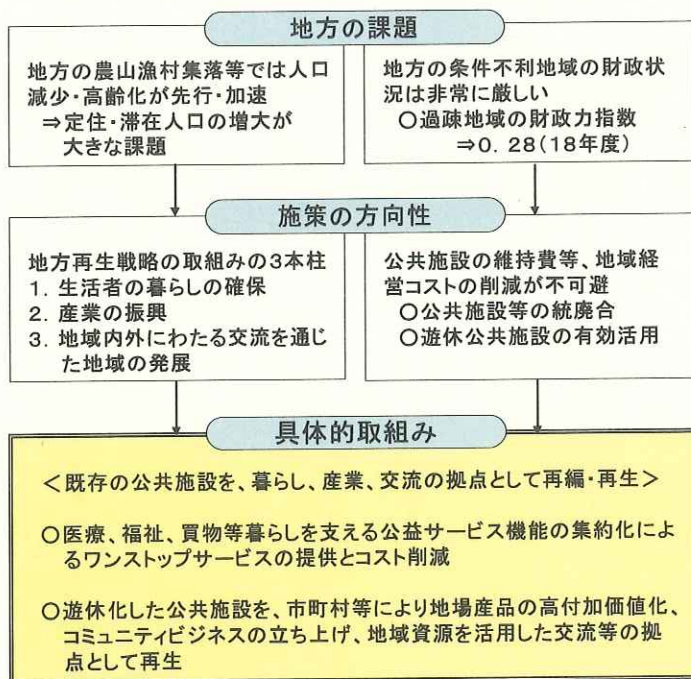 地方の課題
地方の農山漁村集落等では人口
減少・高齢化が先行・加速
⇒定住・滞在人口の増大が
大きな課題
地方の条件不利地域の財政状
況は非常に厳しい
○過疎地域の財政力指数
⇒0．28（18年度）
施策の方向性
地方再生戦略の取組みの3本柱
1．生活者の暮らしの確保
2．産業の振興
3．地域内外にわたる交流を通じ
た地域の発展
公共施設の維持費等、地域経
営コストの削減が不可避
○公共施設等の統廃合
○遊休公共施設の有効活用
具体的取組み
＜既存の公共施設を、暮らし、産業、交流の拠点として再編・再生＞
○医療、福祉、買物等暮らしを支える公益サービス機能の集約化によ
るワンストップサービスの提供とコスト削減
○遊休化した公共施設を、市町村等により地場産品の高付加価値化、
コミュニティビジネスの立ち上げ、地域資源を活用した交流等の拠
点として再生